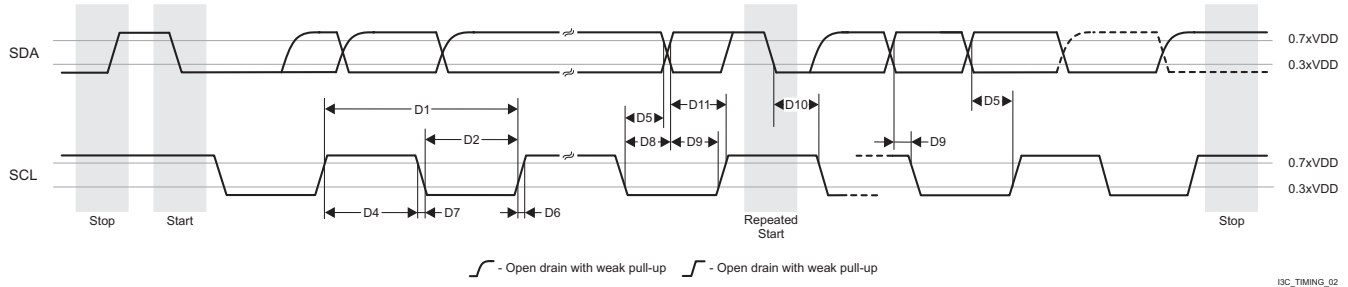 SDA
0.7xVDD
0.3xVDD
D1
D2
D5
D11
D10
D5
D8
D9
D9
SCL
0.7xVDD
0.3xVDD
D4
D7
D6
Stop
Start
Repeated
Start
Stop
- Open drain with weak pull-up
- Open drain with weak pull-up
I3C_TIMING_02